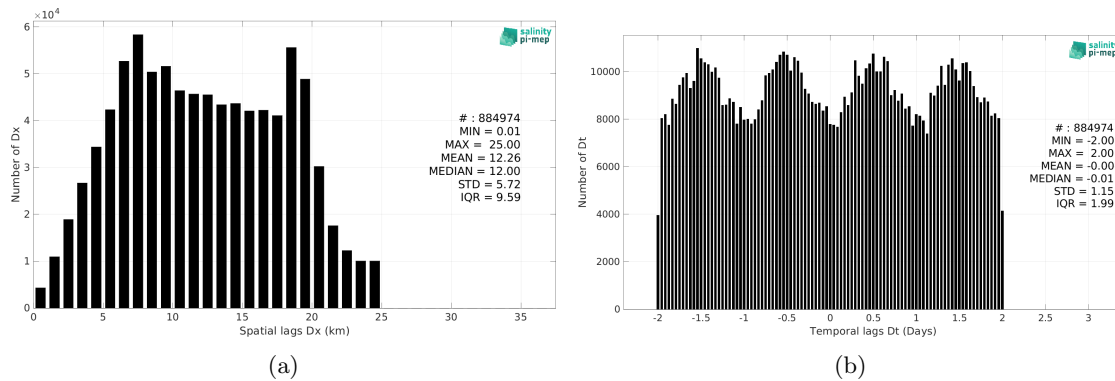 ×10⁴
6
5
4
3
2
1
0
Number of Dx
salinity
pi-mep
# : 884974
MIN = 0.01
MAX = 25.00
MEAN = 12.26
MEDIAN = 12.00
STD = 5.72
IQR = 9.59
0 5 10 15 20 25 30 35
Spatial lags Dx (km)
(a)
10000
8000
6000
4000
2000
0
Number of Dt
salinity
pi-mep
# : 884974
MIN = -2.00
MAX = 2.00
MEAN = -0.00
MEDIAN = -0.01
STD = 1.15
IQR = 1.99
-2 -1.5 -1 -0.5 0 0.5 1 1.5 2 2.5 3
Temporal lags Dt (Days)
(b)